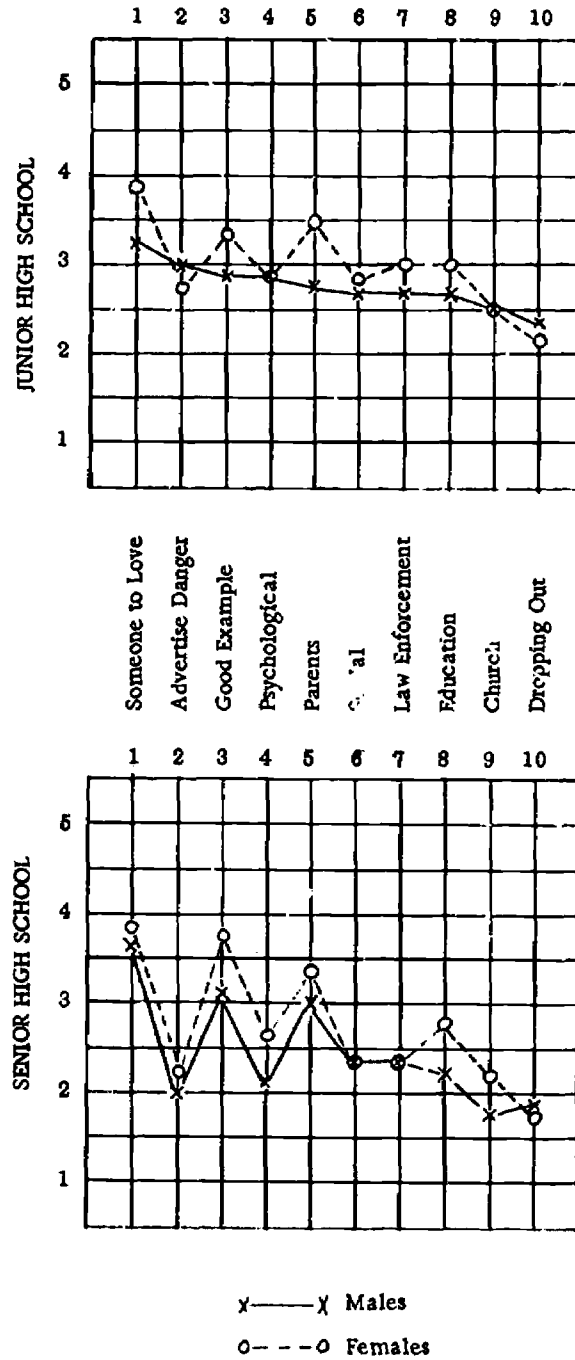 1 2 3 4 5 6 7 8 9 10
JUNIOR HIGH SCHOOL
5
4
3
2
1
Someone to Love
Advertise Danger
Good Example
Psychological
Parents
Law Enforcement
Education
Church
Dropping Out
1 2 3 4 5 6 7 8 9 10
SENIOR HIGH SCHOOL
5
4
3
2
1
x——x Males
o---o Females